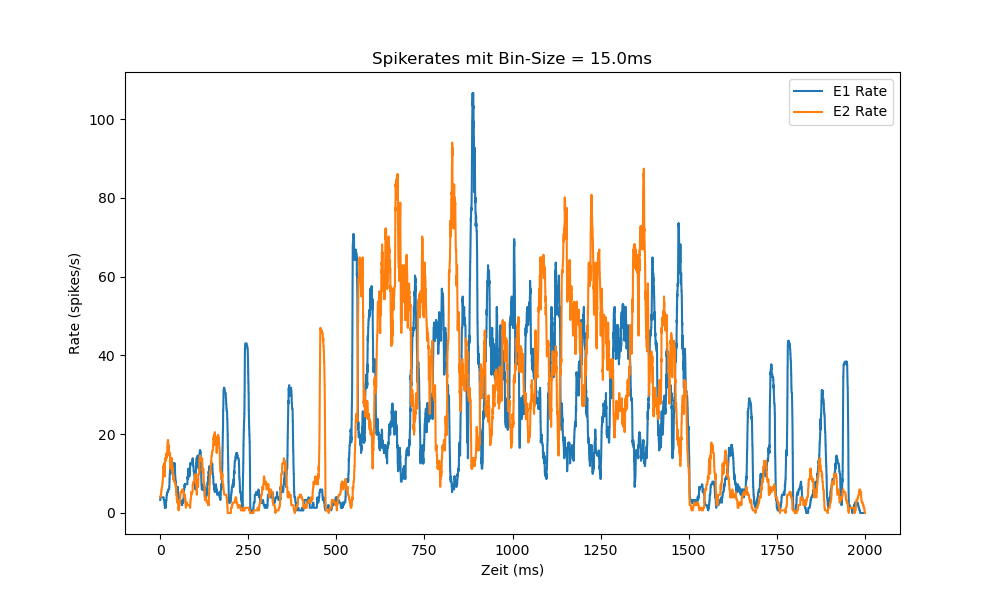 Spikerates mit Bin-Size = 15.0ms
E1 Rate
E2 Rate
Rate (spikes/s)
100
80
60
40
20
0
0 250 500 750 1000 1250 1500 1750 2000
Zeit (ms)